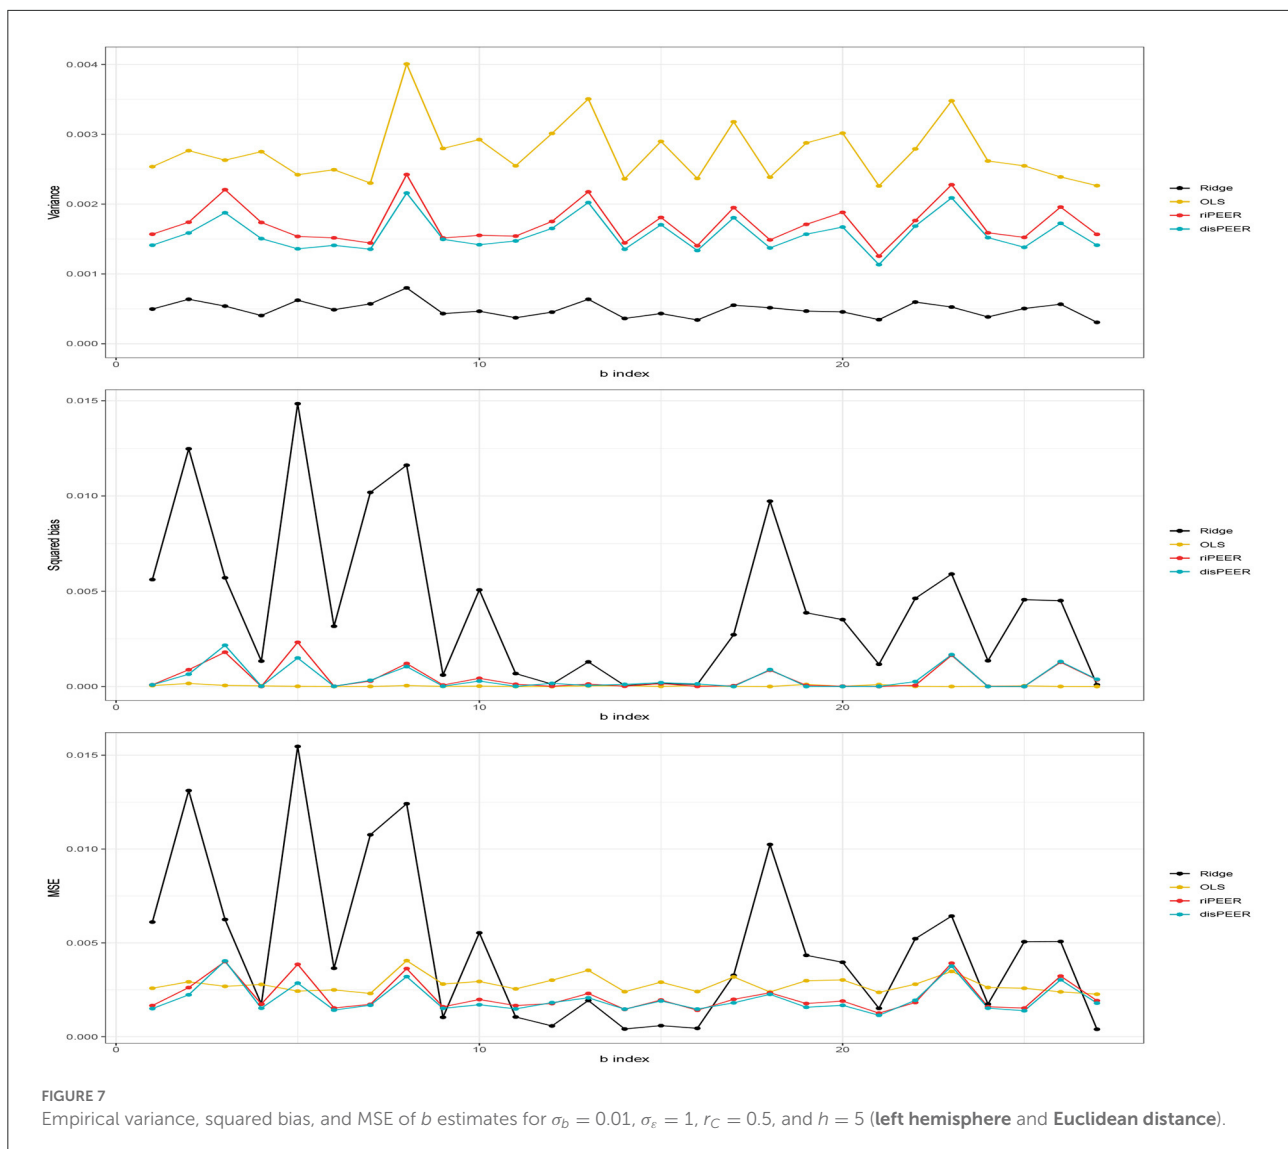 0.004
0.003
0.002
0.001
0.000
Variance
0
10
20
b index
Ridge
OLS
riPEER
disPEER
0.015
0.010
0.005
0.000
Squared bias
0
10
20
b index
Ridge
OLS
riPEER
disPEER
0.015
0.010
0.005
0.000
MSE
0
10
20
b index
Ridge
OLS
riPEER
disPEER
FIGURE 7
Empirical variance, squared bias, and MSE of b estimates for σb = 0.01, σε = 1, rC = 0.5, and h = 5 (left hemisphere and Euclidean distance).